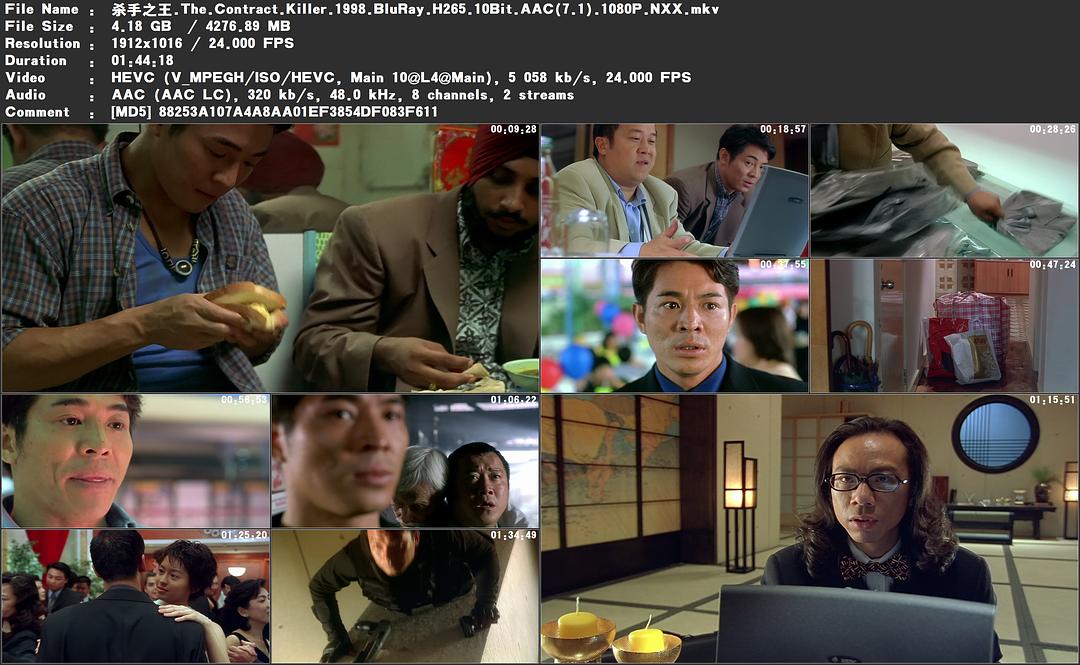 File Name : 杀手之王.The.Contract.Killer.1998.BluRay.H265.10Bit.AAC(7.1).1080P.NXX.mkv
File Size : 4.18 GB / 4276.89 MB
Resolution : 1912x1016 / 24.000 FPS
Duration : 01:44:18
Video : HEVC (V_MPEGH/ISO/HEVC, Main 10@L4@Main), 5 058 kb/s, 24.000 FPS
Audio : AAC (AAC LC), 320 kb/s, 48.0 kHz, 8 channels, 2 streams
Comment : [MD5] 88253A107A4A8AA01EF3854DF083F611
00:09:28
00:18:57
00:28:26
00:37:55
00:47:24
00:56:53
01:06:22
01:15:51
01:25:20
01:34:49